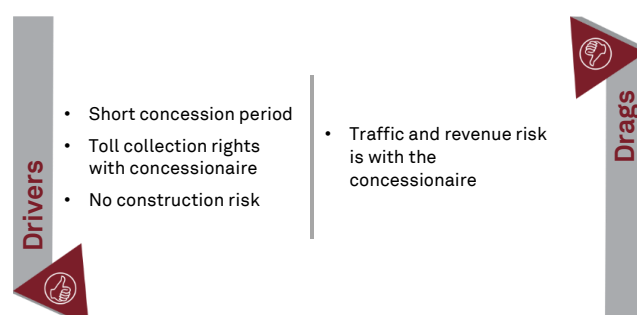 Drivers
• Short concession period
• Toll collection rights
with concessionaire
• No construction risk
• Traffic and revenue risk
is with the
concessionaire
Drags